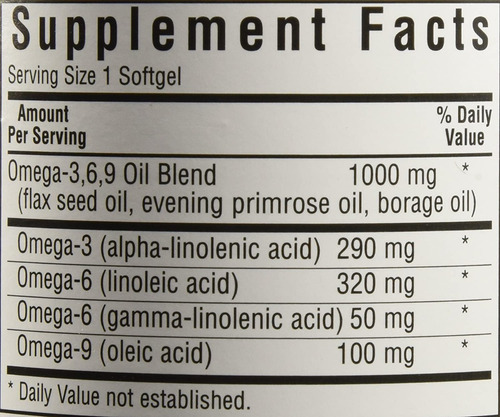 Supplement Facts
Serving Size 1 Softgel
Amount Per Serving % Daily Value
Omega-3,6,9 Oil Blend 1000 mg *
(flax seed oil, evening primrose oil, borage oil)
Omega-3 (alpha-linolenic acid) 290 mg *
Omega-6 (linoleic acid) 320 mg *
Omega-6 (gamma-linolenic acid) 50 mg *
Omega-9 (oleic acid) 100 mg *
* Daily Value not established.